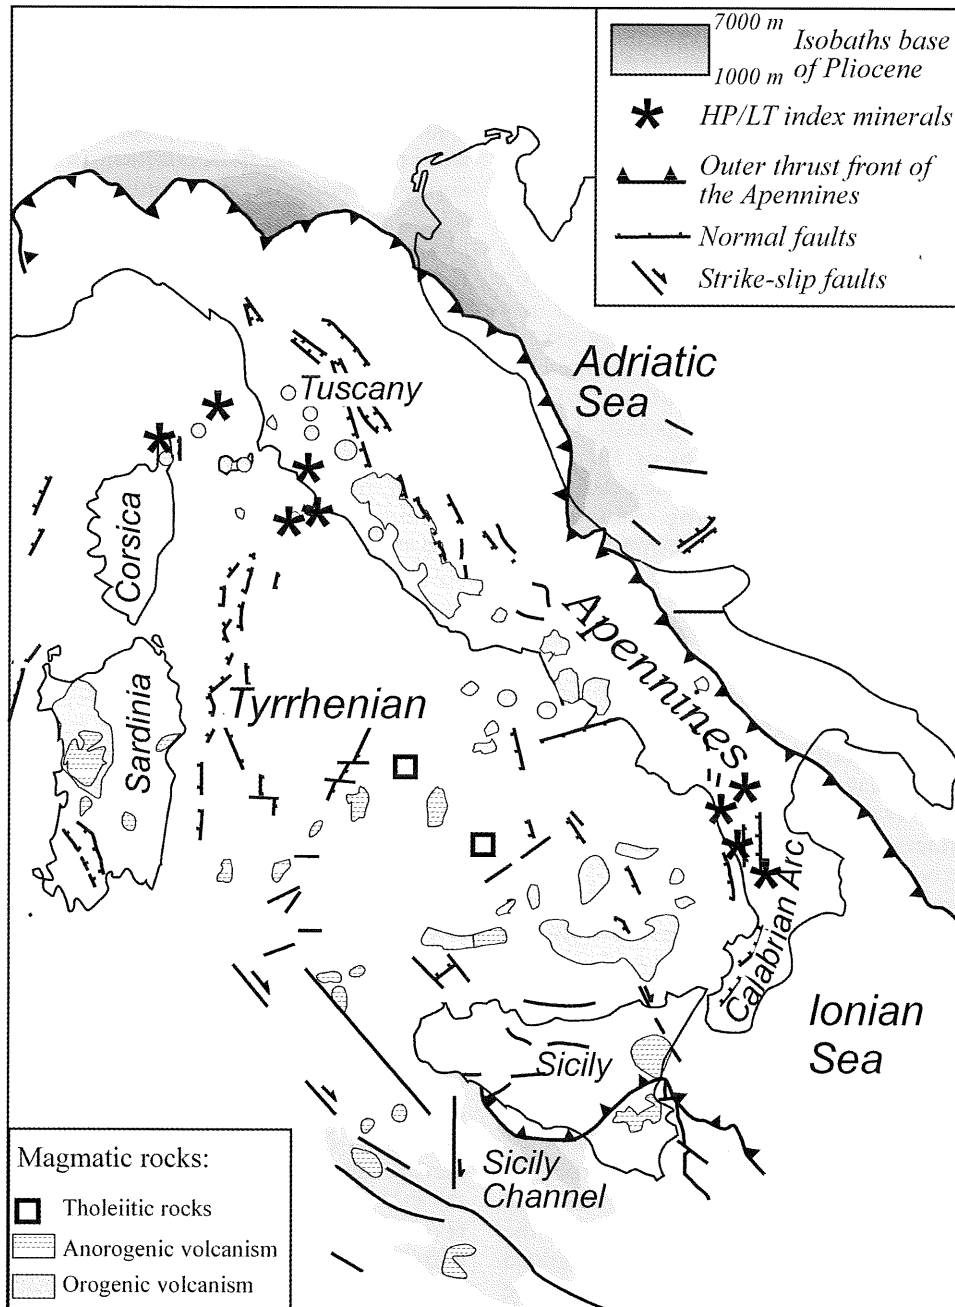 7000 m
1000 m
Isobaths base
of Pliocene
HP/LT index minerals
Outer thrust front of
the Apennines
Normal faults
Strike-slip faults
Adriatic
Sea
Tuscany
Corsica
Apennines
Sardinia
Tyrrhenian
Calabrian Arc
Ionian
Sea
Sicily
Sicily
Channel
Magmatic rocks:
Tholeiitic rocks
Anorogenic volcanism
Orogenic volcanism